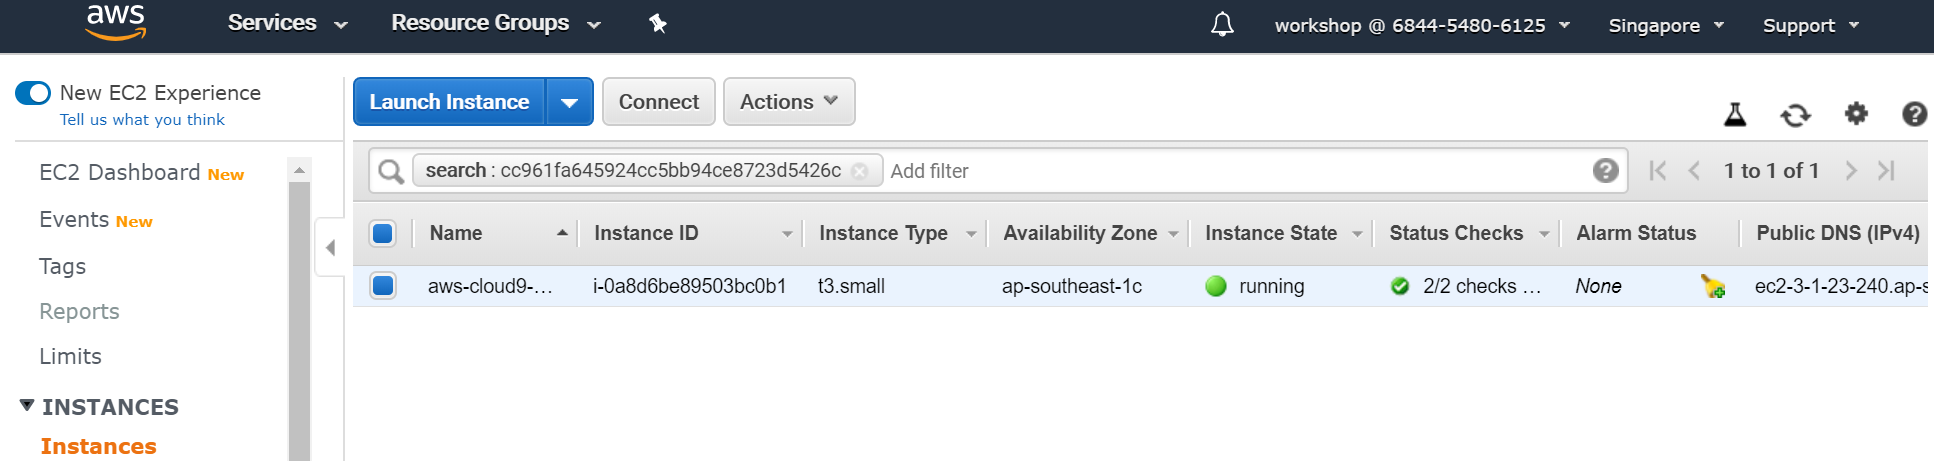 aws Services Resource Groups workshop @ 6844-5480-6125 Singapore Support
New EC2 Experience
Tell us what you think
EC2 Dashboard New
Events New
Tags
Reports
Limits
INSTANCES
Instances
Launch Instance Connect Actions
search : cc961fa645924cc5bb94ce8723d5426c Add filter 1 to 1 of 1
Name Instance ID Instance Type Availability Zone Instance State Status Checks Alarm Status Public DNS (IPv4)
aws-cloud9-... i-0a8d6be89503bc0b1 t3.small ap-southeast-1c running 2/2 checks ... None ec2-3-1-23-240.ap-s